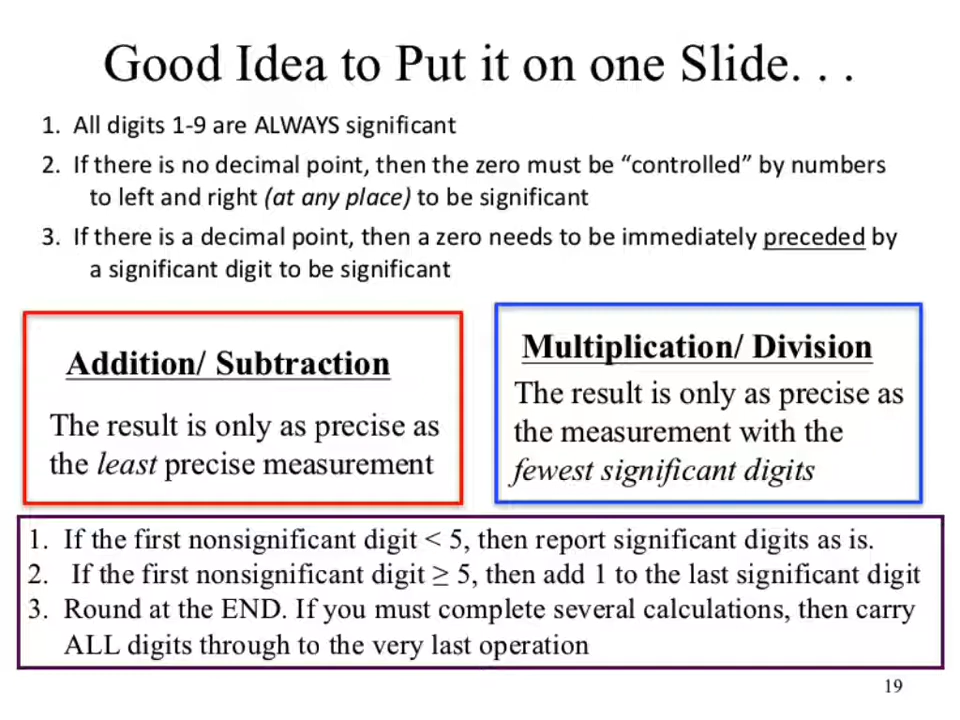 Good Idea to Put it on one Slide. . .
1. All digits 1-9 are ALWAYS significant
2. If there is no decimal point, then the zero must be “controlled” by numbers
to left and right (at any place) to be significant
3. If there is a decimal point, then a zero needs to be immediately preceded by
a significant digit to be significant
Addition/ Subtraction
The result is only as precise as
the least precise measurement
Multiplication/ Division
The result is only as precise as
the measurement with the
fewest significant digits
1. If the first nonsignificant digit < 5, then report significant digits as is.
2. If the first nonsignificant digit ≥ 5, then add 1 to the last significant digit
3. Round at the END. If you must complete several calculations, then carry
ALL digits through to the very last operation
19